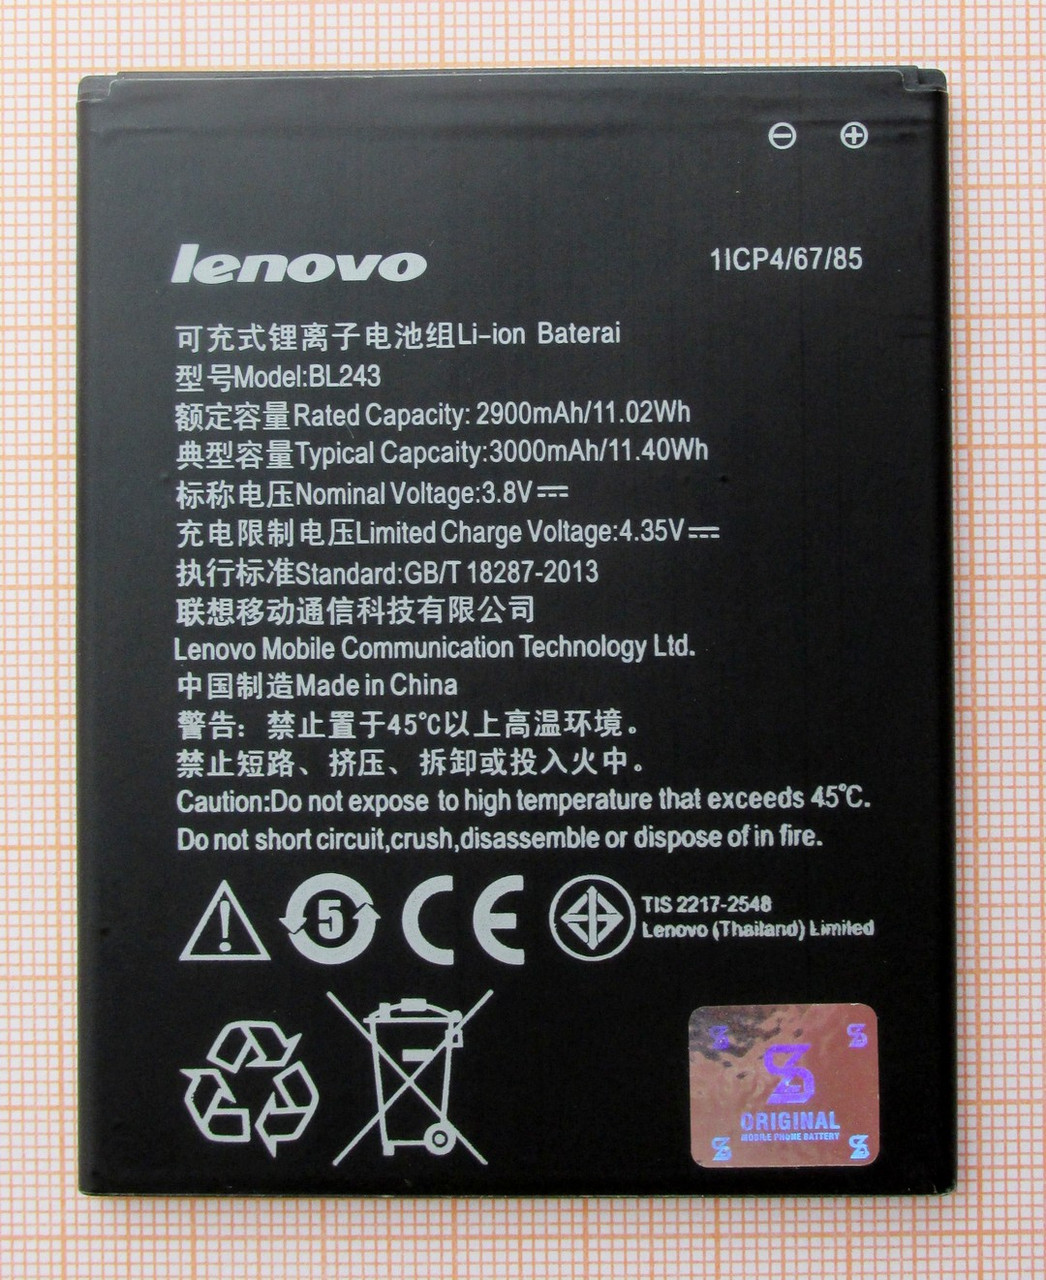 ⊖ ⊕
lenovo
1ICP4/67/85
可充式锂离子电池组Li-ion Baterai
型号Model:BL243
额定容量Rated Capacity: 2900mAh/11.02Wh
典型容量Typical Capcaity:3000mAh/11.40Wh
标称电压Nominal Voltage:3.8V⎓
充电限制电压Limited Charge Voltage:4.35V⎓
执行标准Standard:GB/T 18287-2013
联想移动通信科技有限公司
Lenovo Mobile Communication Technology Ltd.
中国制造Made in China
警告：禁止置于45℃以上高温环境。
禁止短路、挤压、拆卸或投入火中。
Caution:Do not expose to high temperature that exceeds 45℃.
Do not short circuit,crush,disassemble or dispose of in fire.
5
CE
TIS 2217-2548
Lenovo (Thailand) Limited
S
ORIGINAL
MOBILE PHONE BATTERY